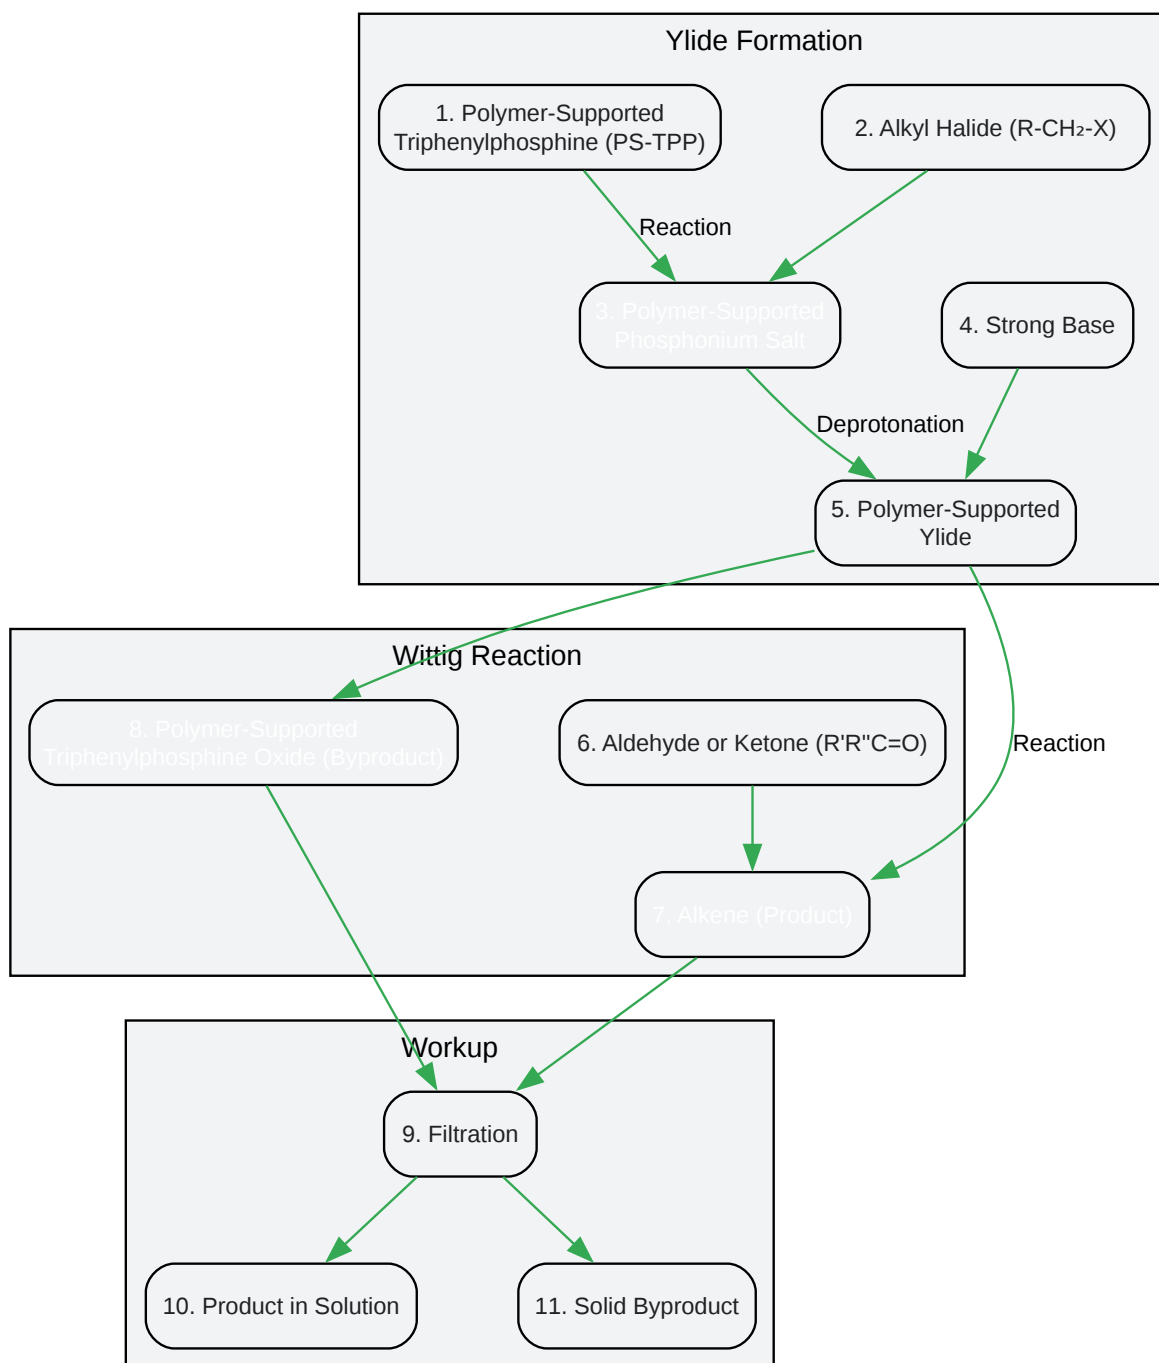 Ylide Formation
1. Polymer-Supported
Triphenylphosphine (PS-TPP)
2. Alkyl Halide (R-CH₂-X)
Reaction
3. Polymer-Supported
Phosphonium Salt
4. Strong Base
Deprotonation
5. Polymer-Supported
Ylide
Wittig Reaction
8. Polymer-Supported
Triphenylphosphine Oxide (Byproduct)
6. Aldehyde or Ketone (R'R''C=O)
Reaction
7. Alkene (Product)
Workup
9. Filtration
10. Product in Solution
11. Solid Byproduct